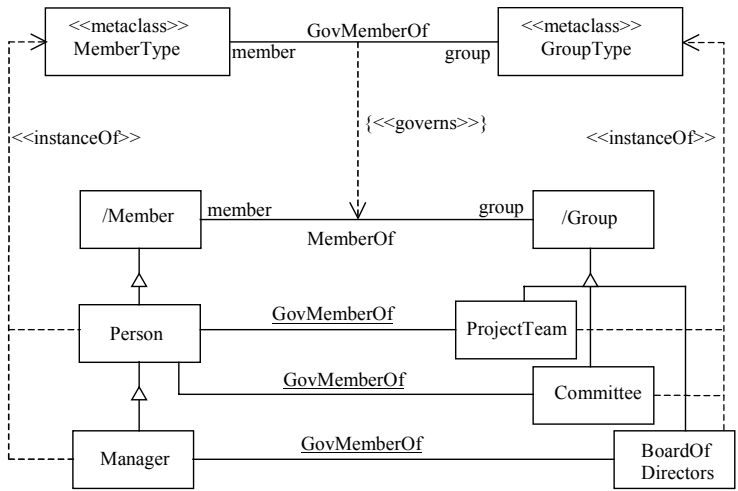 <<metaclass>>
MemberType
GovMemberOf
<<metaclass>>
GroupType
member
group
<<instanceOf>>
{<<governs>>}
<<instanceOf>>
/Member
member
group
/Group
MemberOf
Person
GovMemberOf
ProjectTeam
GovMemberOf
Committee
Manager
GovMemberOf
BoardOf
Directors